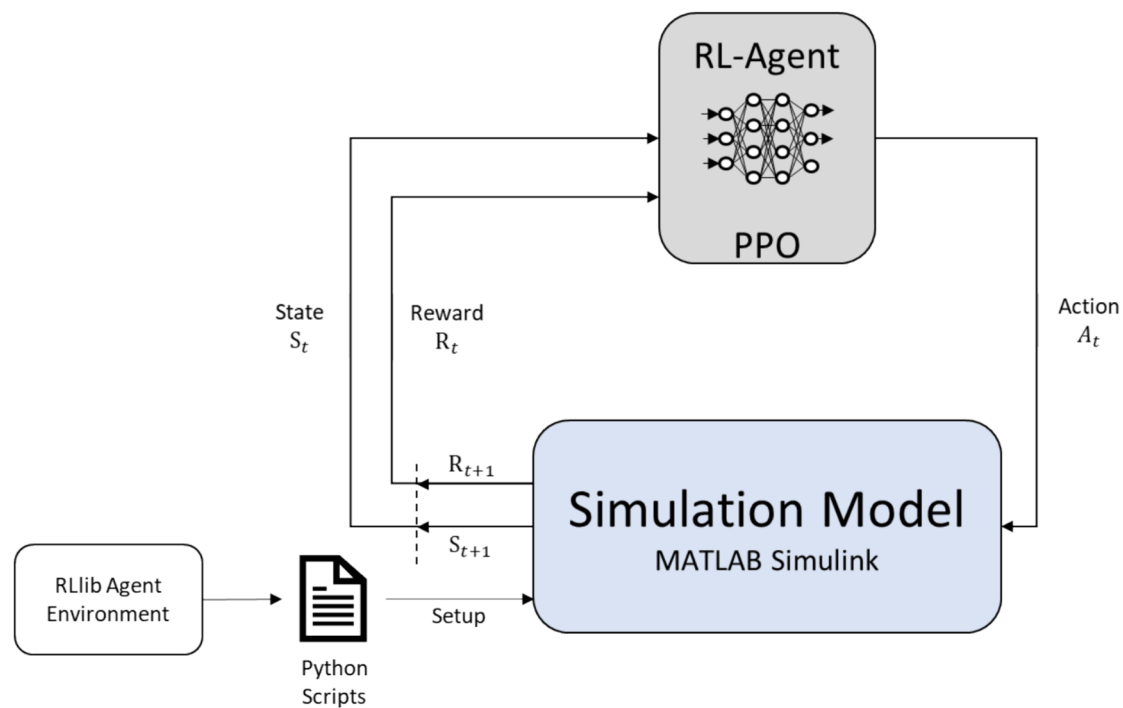 RL-Agent
PPO
State
S_t
Reward
R_t
Action
A_t
R_{t+1}
S_{t+1}
Simulation Model
MATLAB Simulink
RLlib Agent
Environment
Setup
Python
Scripts